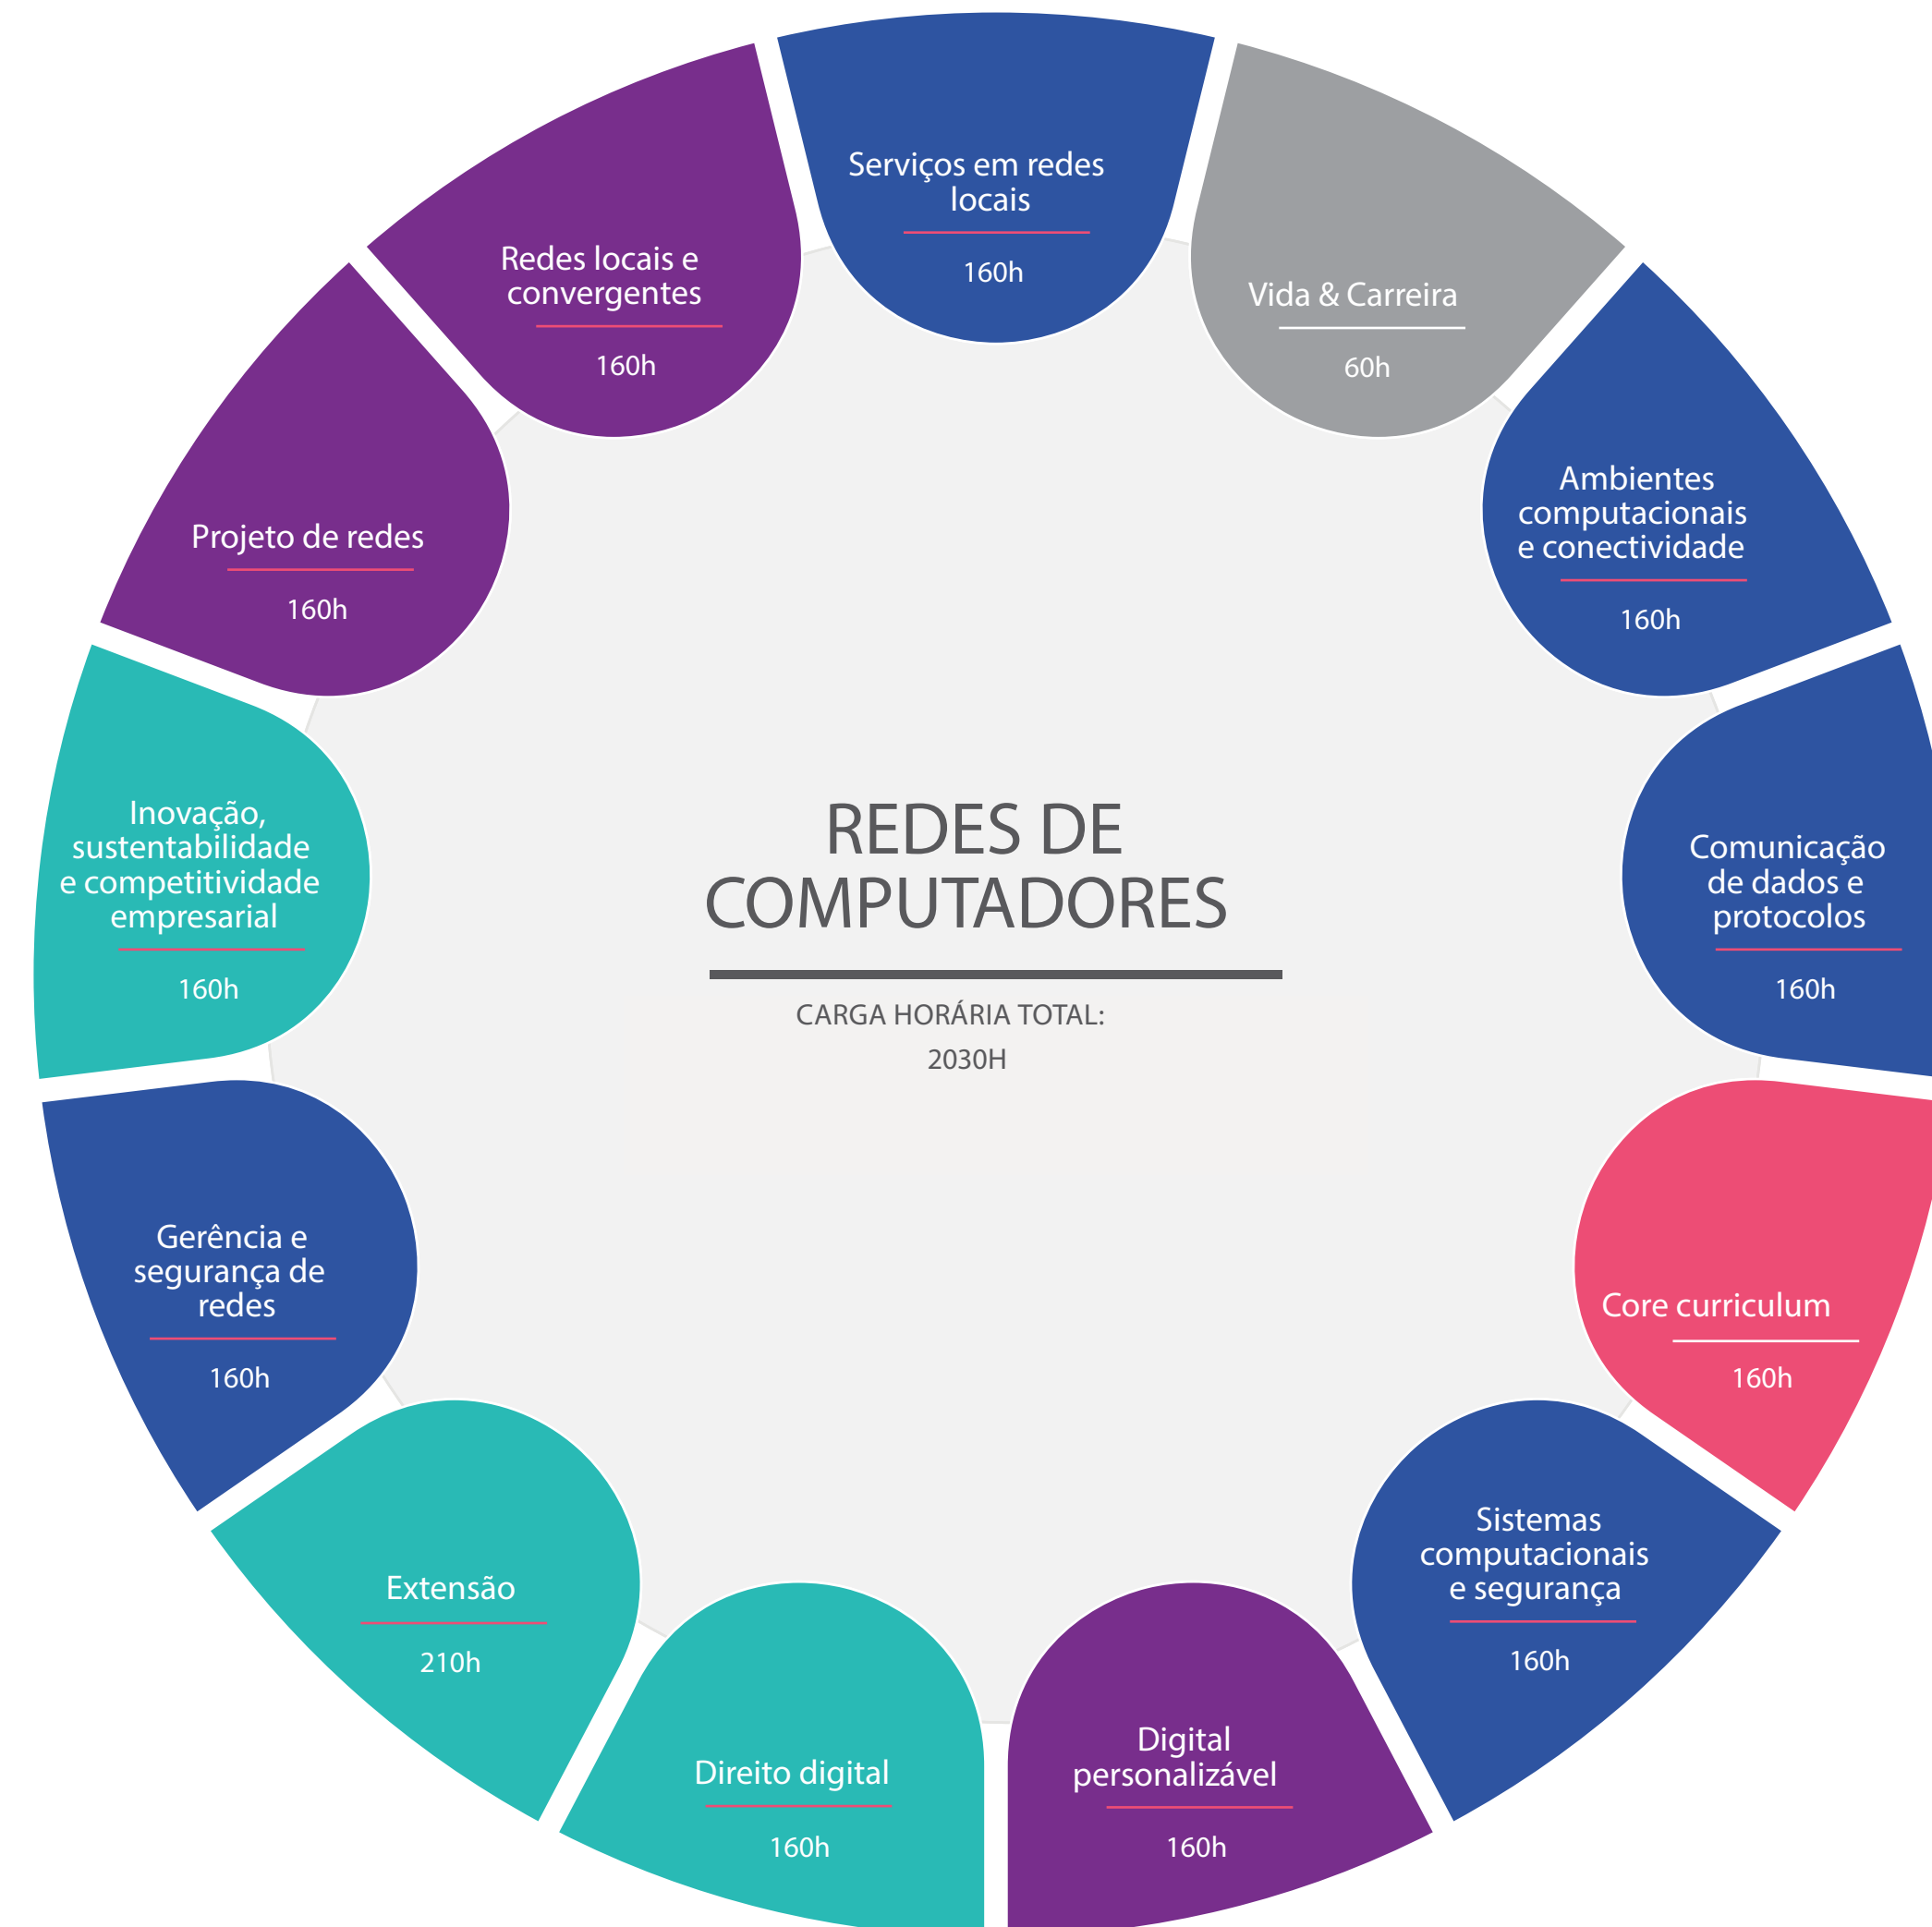 Serviços em redes
locais
160h
Vida & Carreira
60h
Ambientes
computacionais
e conectividade
160h
Comunicação
de dados e
protocolos
160h
Core curriculum
160h
Sistemas
computacionais
e segurança
160h
Digital
personalizável
160h
Direito digital
160h
Extensão
210h
Gerência e
segurança de
redes
160h
Inovação,
sustentabilidade
e competitividade
empresarial
160h
Projeto de redes
160h
Redes locais e
convergentes
160h
REDES DE
COMPUTADORES
CARGA HORÁRIA TOTAL:
2030H